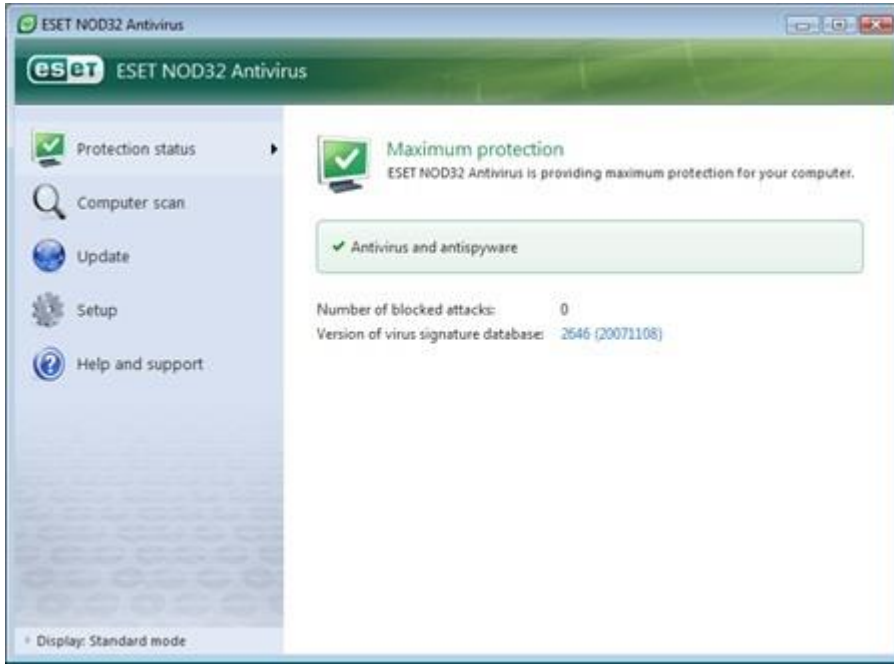 ESET NOD32 Antivirus
eset ESET NOD32 Antivirus
Protection status
Computer scan
Update
Setup
Help and support
Display: Standard mode
Maximum protection
ESET NOD32 Antivirus is providing maximum protection for your computer.
Antivirus and antispyware
Number of blocked attacks: 0
Version of virus signature database: 2646 (20071108)